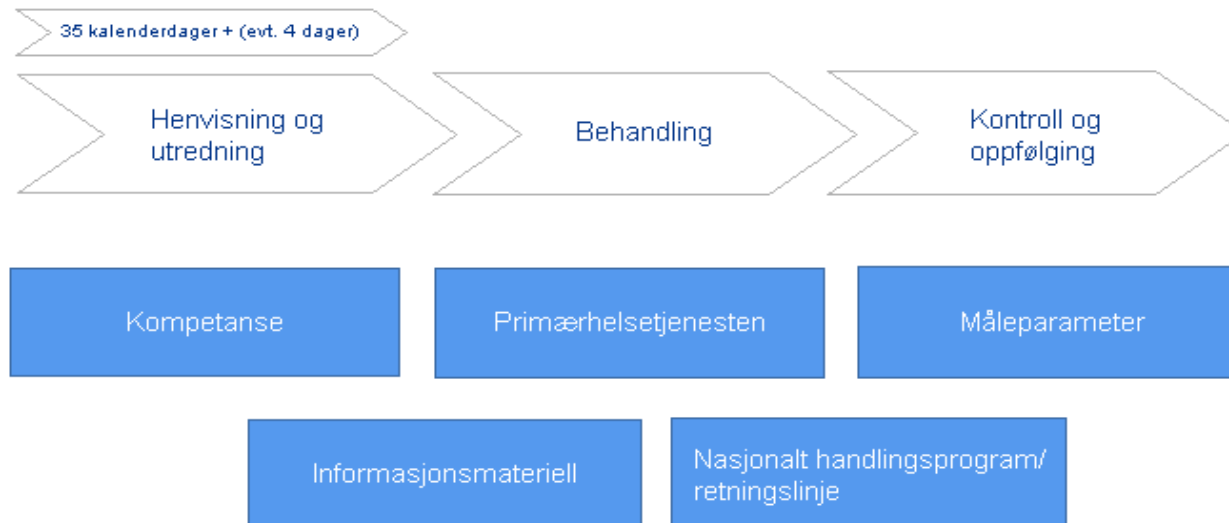 35 kalenderdager + (evt. 4 dager)
Henvisning og
utredning
Behandling
Kontroll og
oppfølging
Kompetanse
Primærhelsetjenesten
Måleparameter
Informasjonsmateriell
Nasjonalt handlingsprogram/
retningslinje